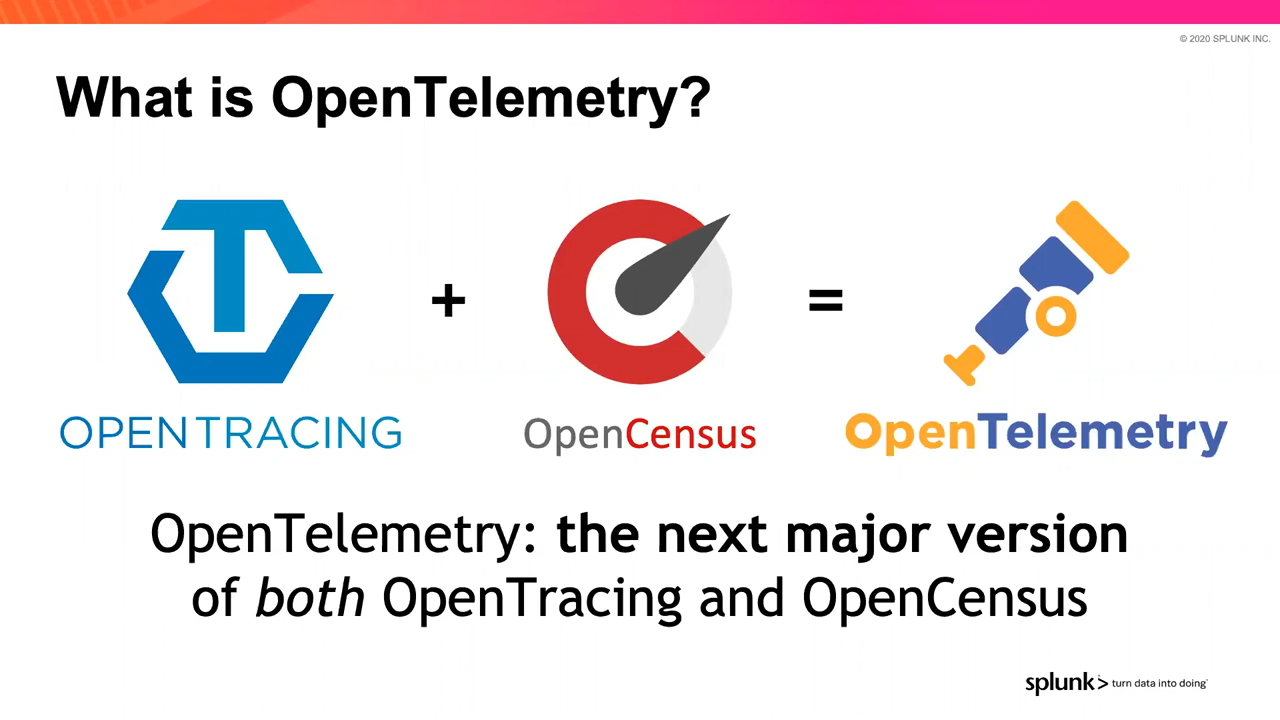 © 2020 SPLUNK INC.
What is OpenTelemetry?
+
=
OPENTRACING
OpenCensus
OpenTelemetry
OpenTelemetry: the next major version
of both OpenTracing and OpenCensus
splunk> turn data into doing®